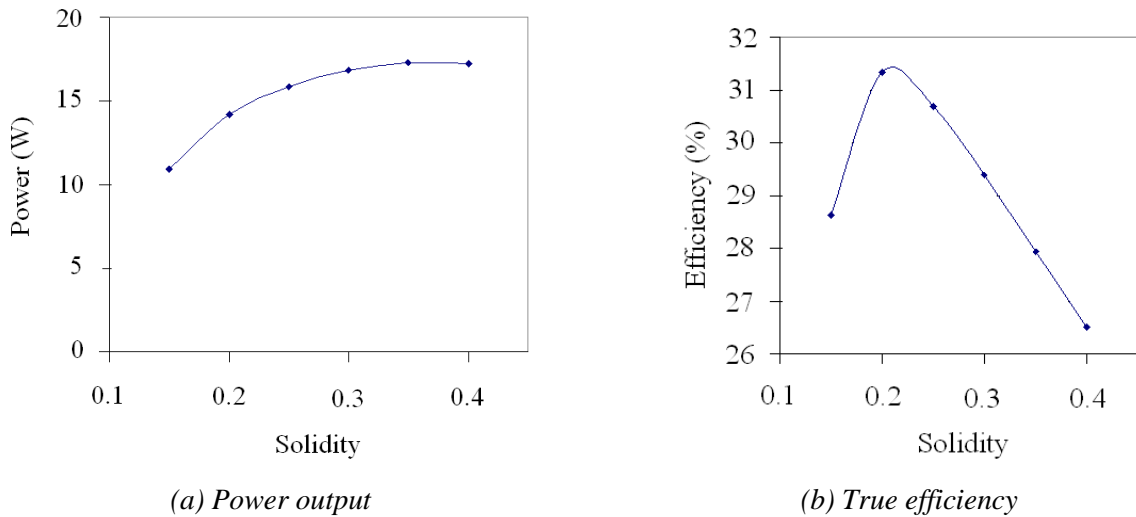 20
15
10
5
0
Power (W)
0.1 0.2 0.3 0.4
Solidity
(a) Power output
32
31
30
29
28
27
26
Efficiency (%)
0.1 0.2 0.3 0.4
Solidity
(b) True efficiency